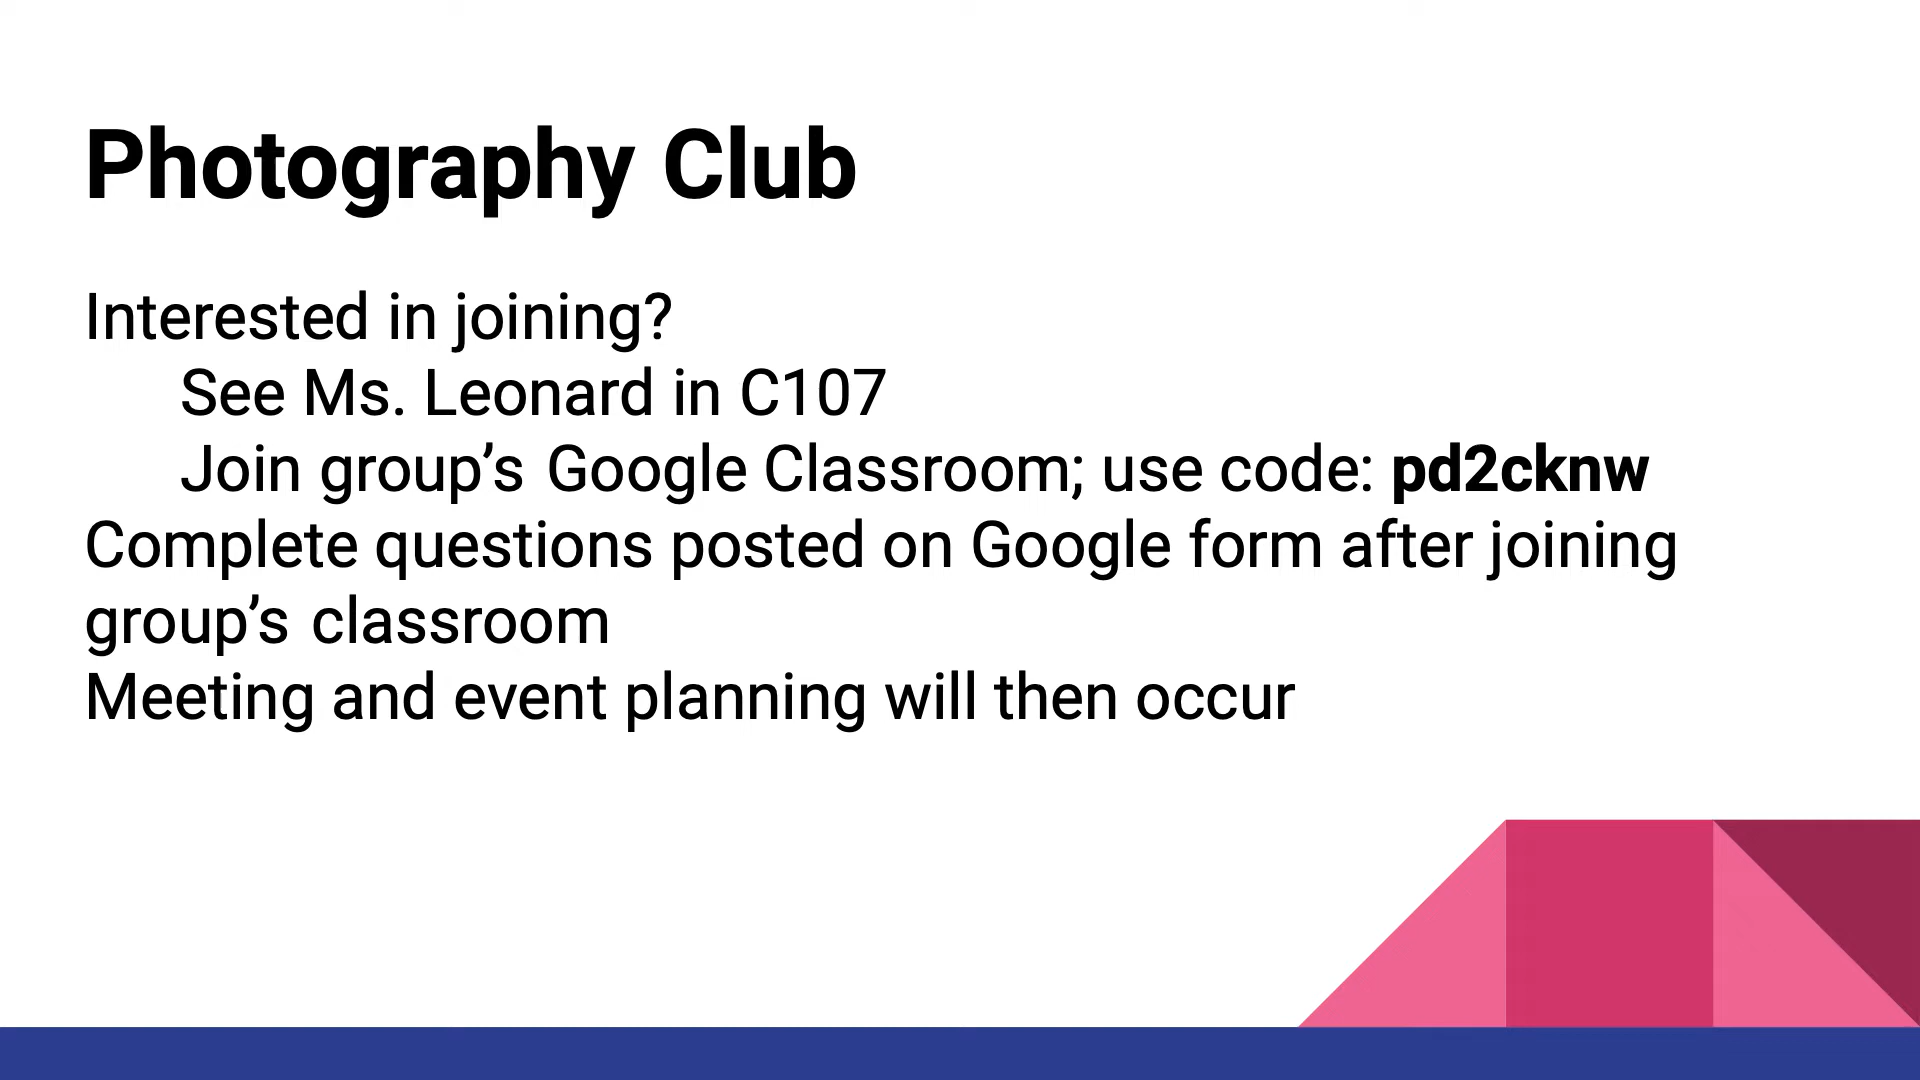 Photography Club
Interested in joining?
See Ms. Leonard in C107
Join group’s Google Classroom; use code: pd2cknw
Complete questions posted on Google form after joining
group’s classroom
Meeting and event planning will then occur